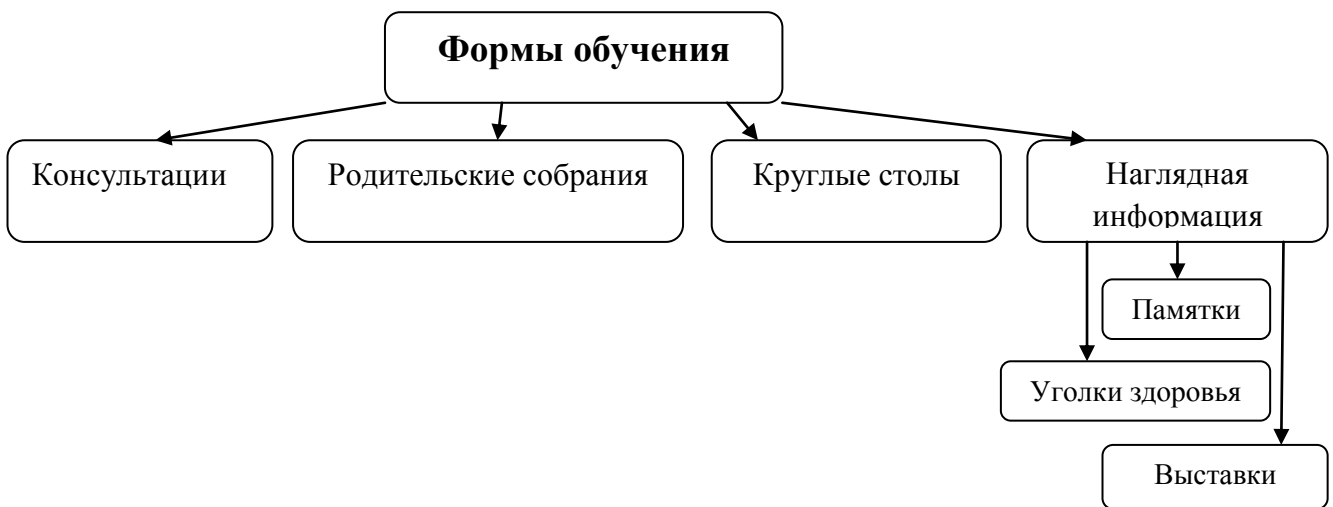 Формы обучения
Консультации
Родительские собрания
Круглые столы
Наглядная
информация
Памятки
Уголки здоровья
Выставки